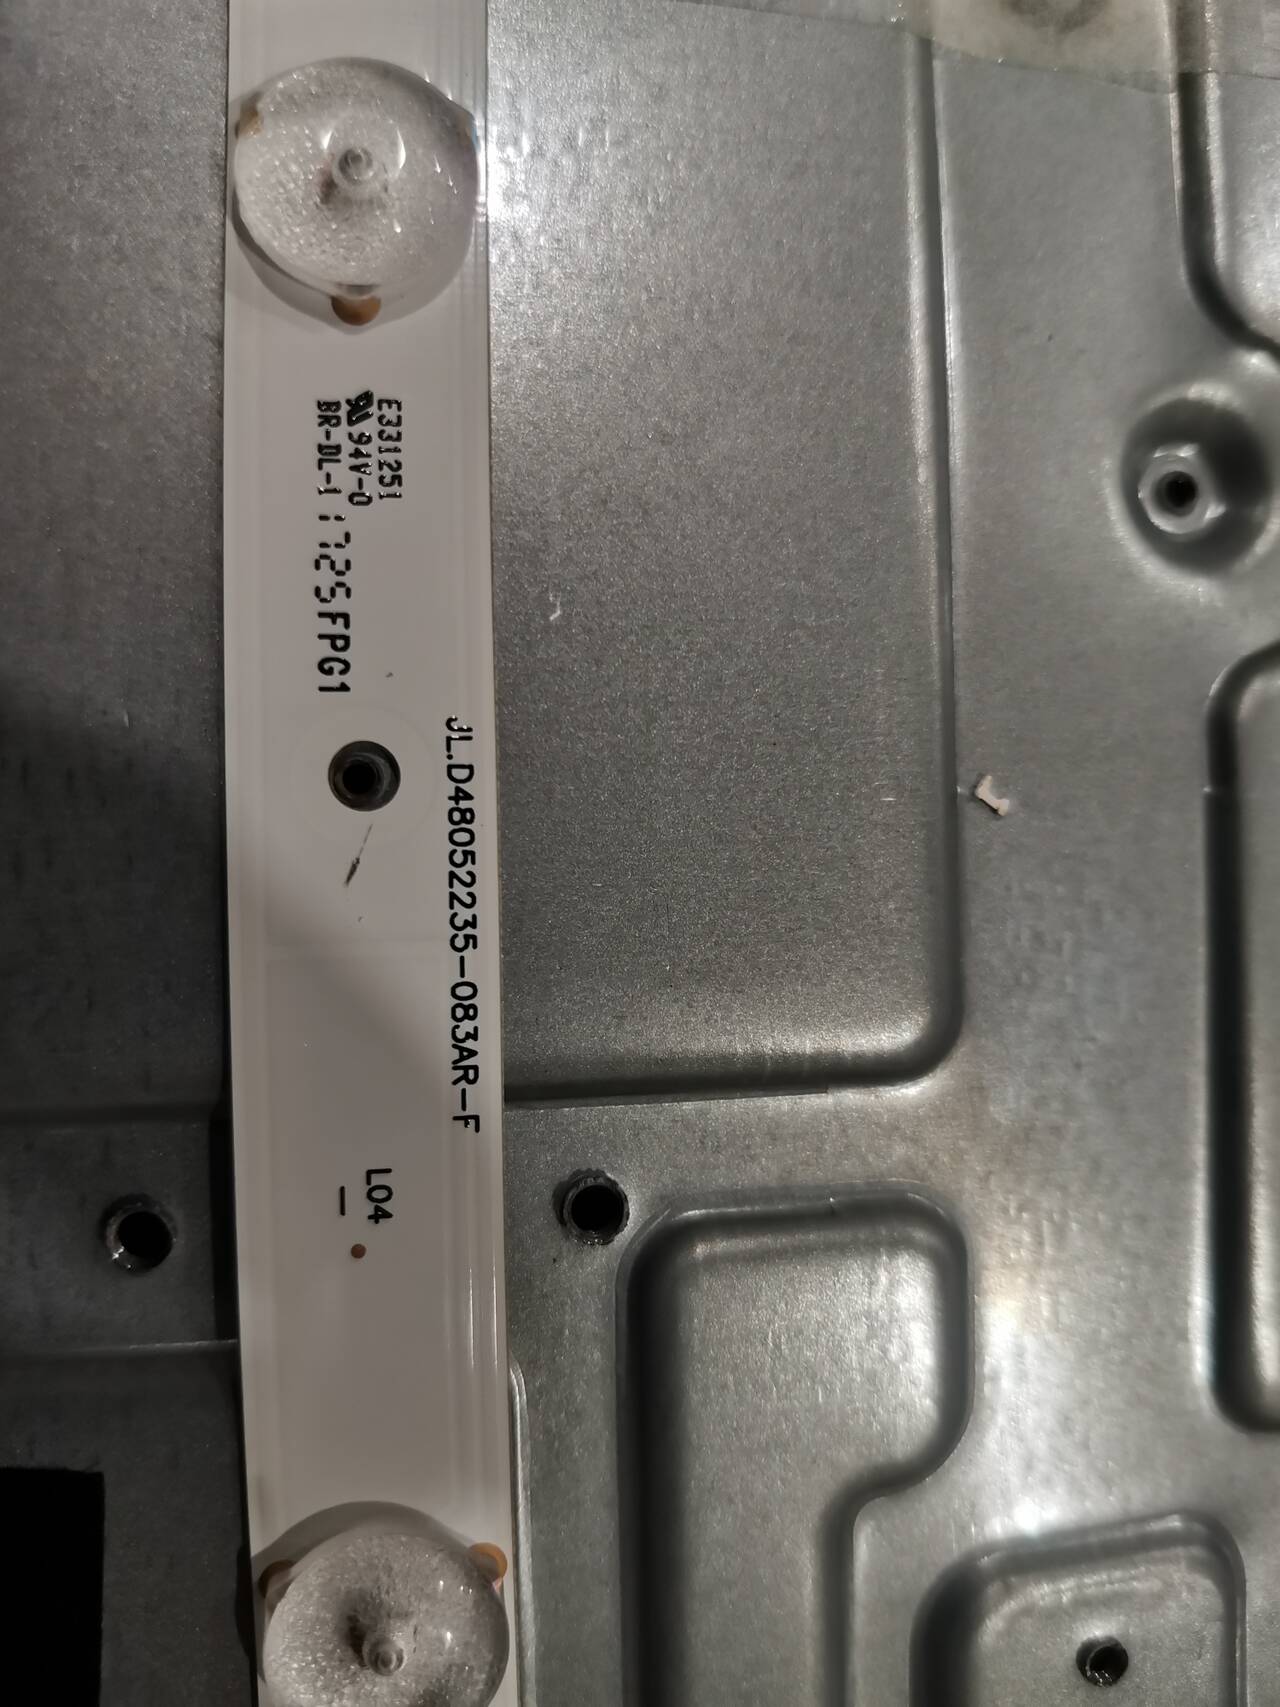 E331251
94V-0
BR-DL-1 1725FPG1
JL.D48052235-083AR-F
L04